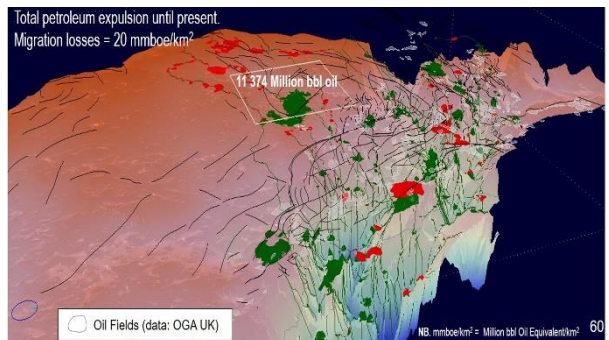 Total petroleum expulsion until present.
Migration losses = 20 mmboe/km²
11 374 Million bbl oil
Oil Fields (data: OGA UK)
NB. mmboe/km² = Million bbl Oil Equivalent/km²
60